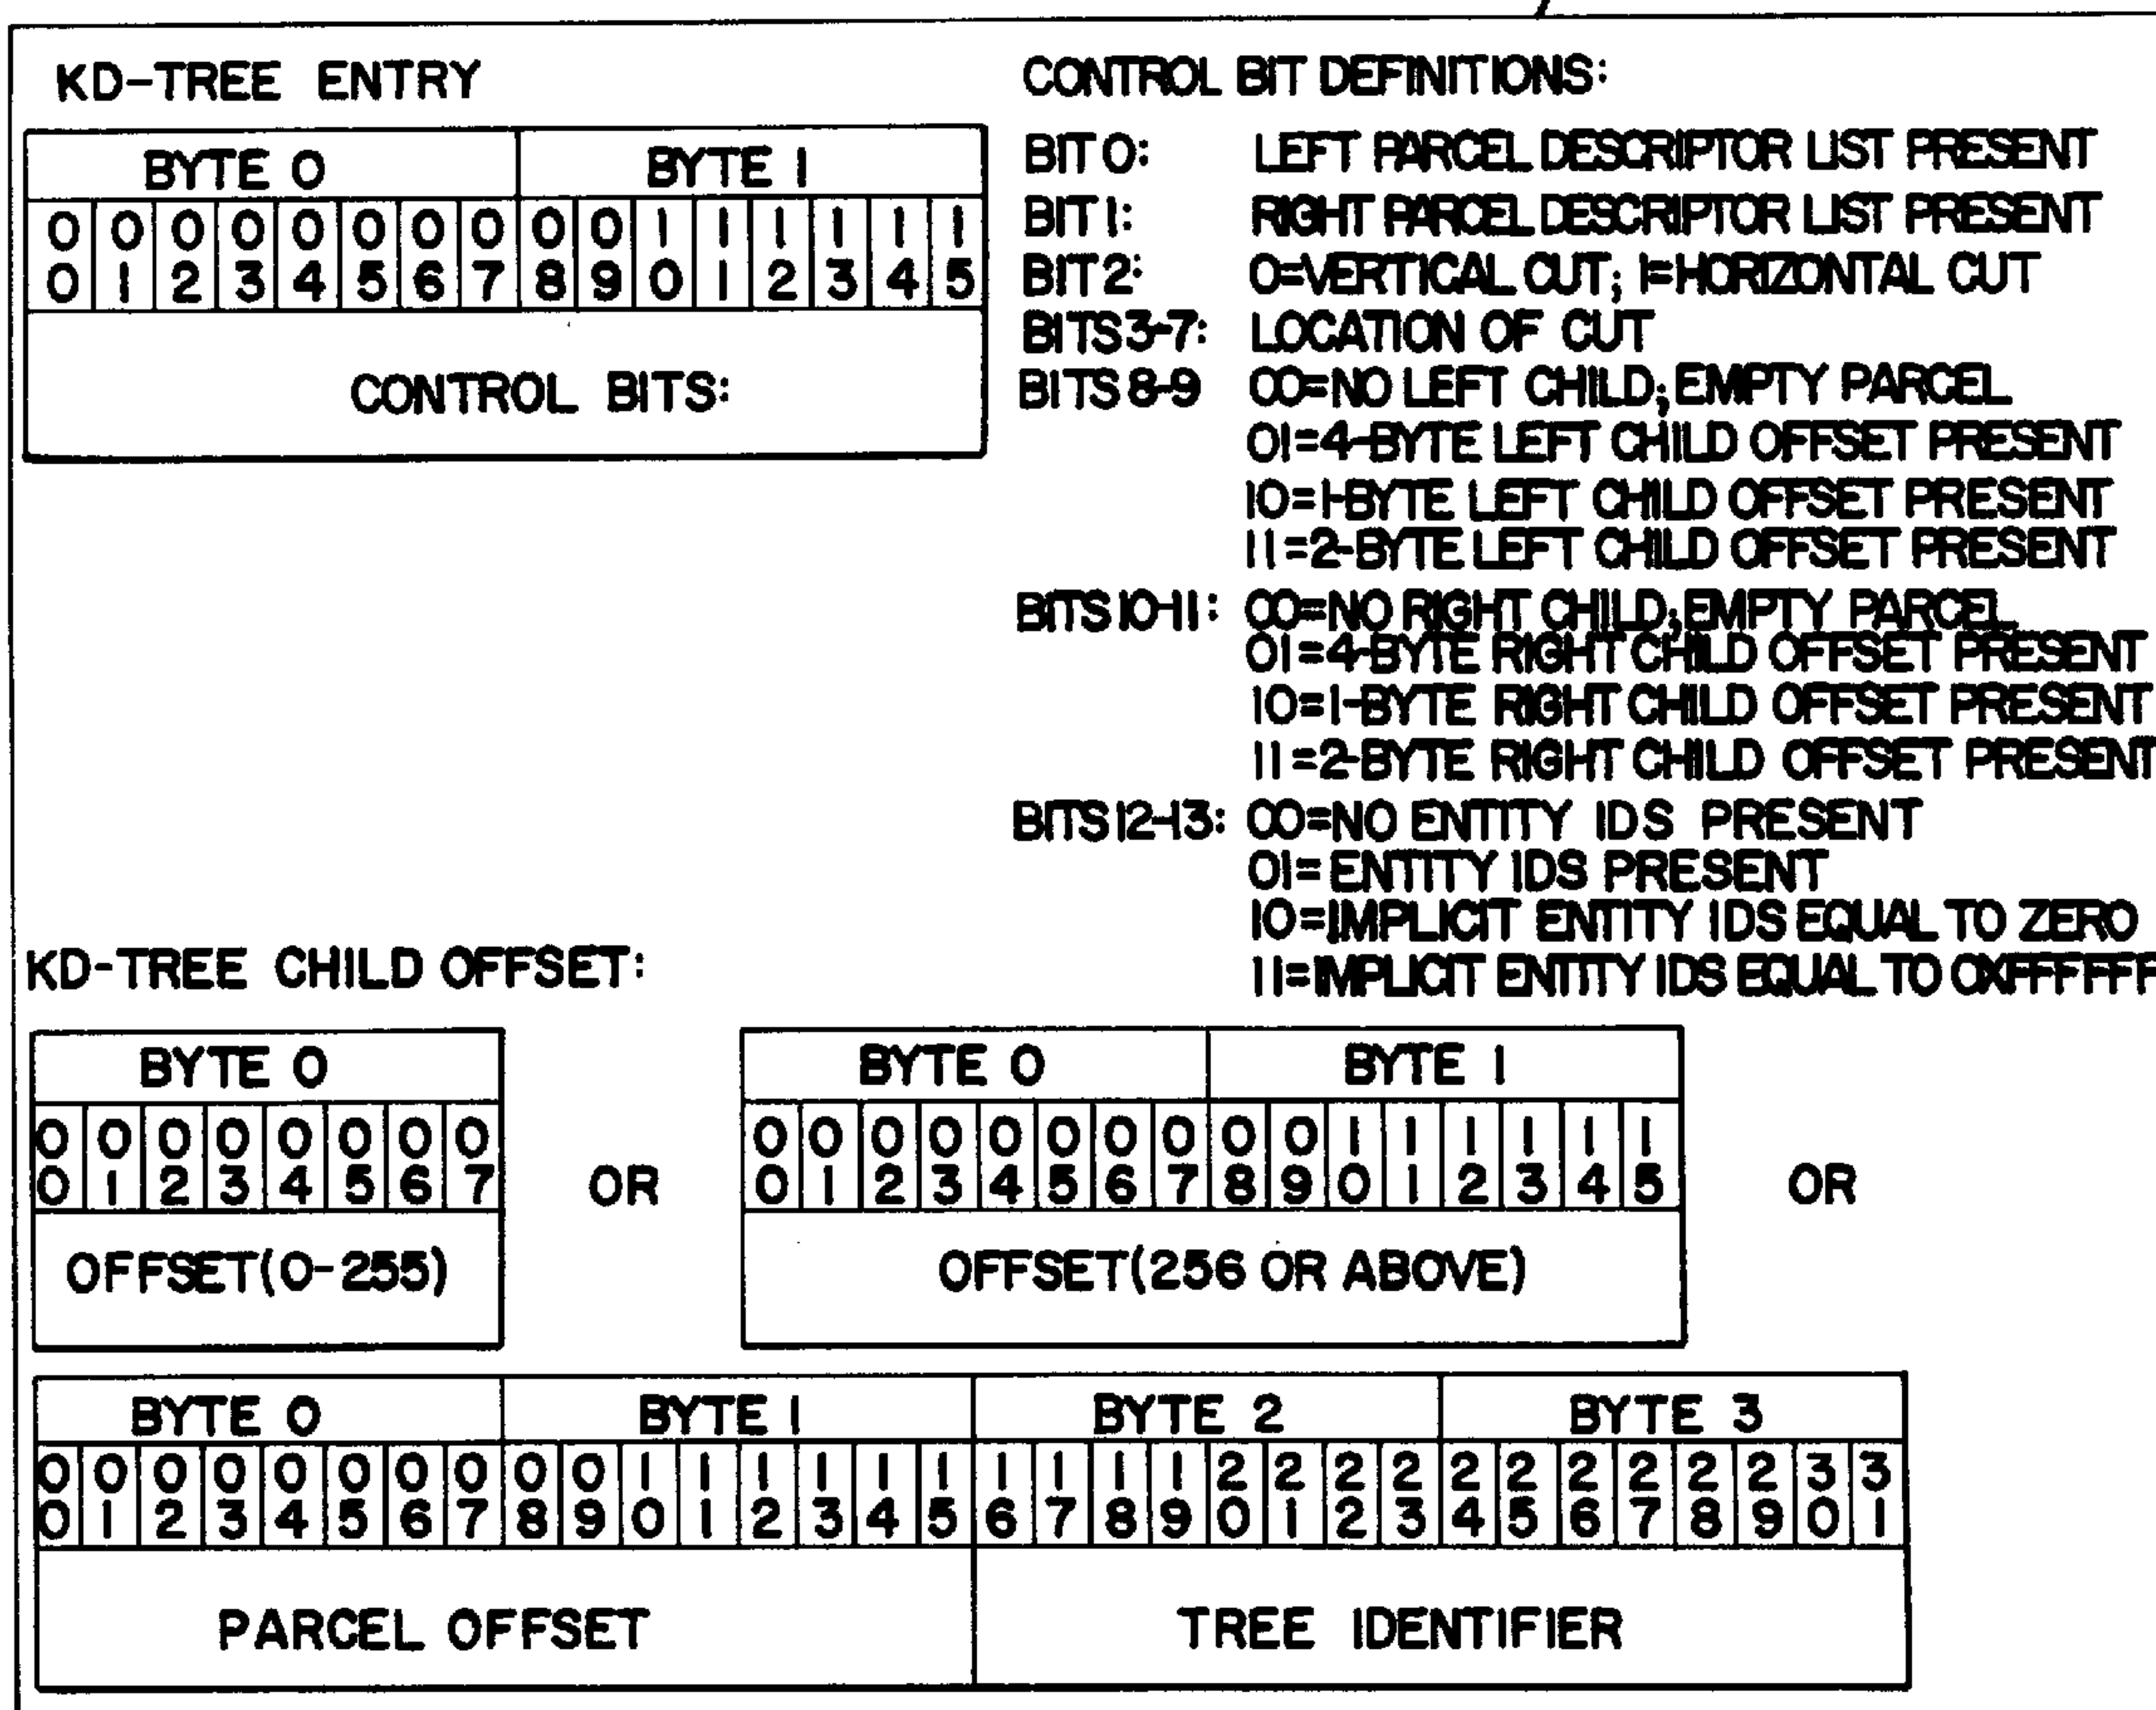 KD-TREE ENTRY
BYTE 0 BYTE 1
0 0 0 0 0 0 0 0 0 0 1 1 1 1 1 1
0 1 2 3 4 5 6 7 8 9 0 1 2 3 4 5
CONTROL BITS:
CONTROL BIT DEFINITIONS:
BIT 0: LEFT PARCEL DESCRIPTOR LIST PRESENT
BIT 1: RIGHT PARCEL DESCRIPTOR LIST PRESENT
BIT 2: 0=VERTICAL CUT; 1=HORIZONTAL CUT
BITS 3-7: LOCATION OF CUT
BITS 8-9 00=NO LEFT CHILD; EMPTY PARCEL
01=4-BYTE LEFT CHILD OFFSET PRESENT
10=1-BYTE LEFT CHILD OFFSET PRESENT
11=2-BYTE LEFT CHILD OFFSET PRESENT
BITS 10-11: 00=NO RIGHT CHILD; EMPTY PARCEL
01=4-BYTE RIGHT CHILD OFFSET PRESENT
10=1-BYTE RIGHT CHILD OFFSET PRESENT
11=2-BYTE RIGHT CHILD OFFSET PRESENT
BITS 12-13: 00=NO ENTITY IDS PRESENT
01=ENTITY IDS PRESENT
10=IMPLICIT ENTITY IDS EQUAL TO ZERO
11=IMPLICIT ENTITY IDS EQUAL TO
KD-TREE CHILD OFFSET:
BYTE 0
0 0 0 0 0 0 0 0
0 1 2 3 4 5 6 7
OFFSET(0-255)
OR
BYTE 0 BYTE 1
0 0 0 0 0 0 0 0 0 0 1 1 1 1 1 1
0 1 2 3 4 5 6 7 8 9 0 1 2 3 4 5
OFFSET(256 OR ABOVE)
OR
BYTE 0 BYTE 1 BYTE 2 BYTE 3
0 0 0 0 0 0 0 0 0 0 1 1 1 1 1 1 1 1 1 1 2 2 2 2 2 2 2 2 2 2 3 3
0 1 2 3 4 5 6 7 8 9 0 1 2 3 4 5 6 7 8 9 0 1 2 3 4 5 6 7 8 9 0 1
PARCEL OFFSET TREE IDENTIFIER